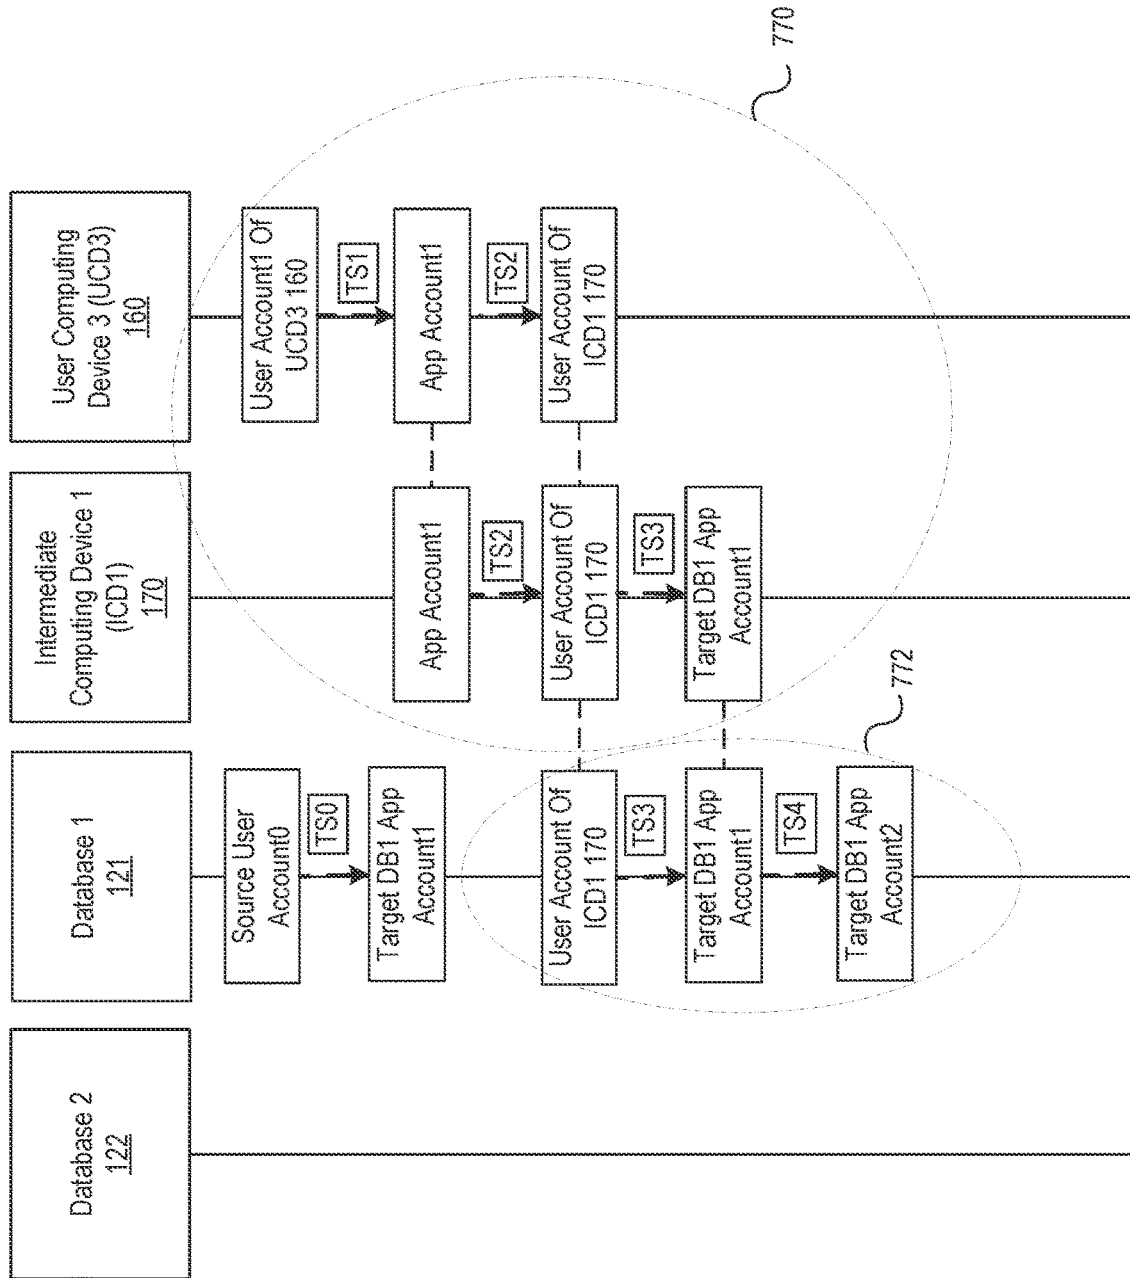 Database 2
122
Database 1
121
Intermediate
Computing Device 1
(ICD1)
170
User Computing
Device 3 (UCD3)
160
Source User
Account0
TS0
Target DB1 App
Account1
User Account Of
ICD1 170
TS3
Target DB1 App
Account1
TS4
Target DB1 App
Account2
772
App Account1
TS2
User Account Of
ICD1 170
TS3
Target DB1 App
Account1
User Account1 Of
UCD3 160
TS1
App Account1
TS2
User Account Of
ICD1 170
770